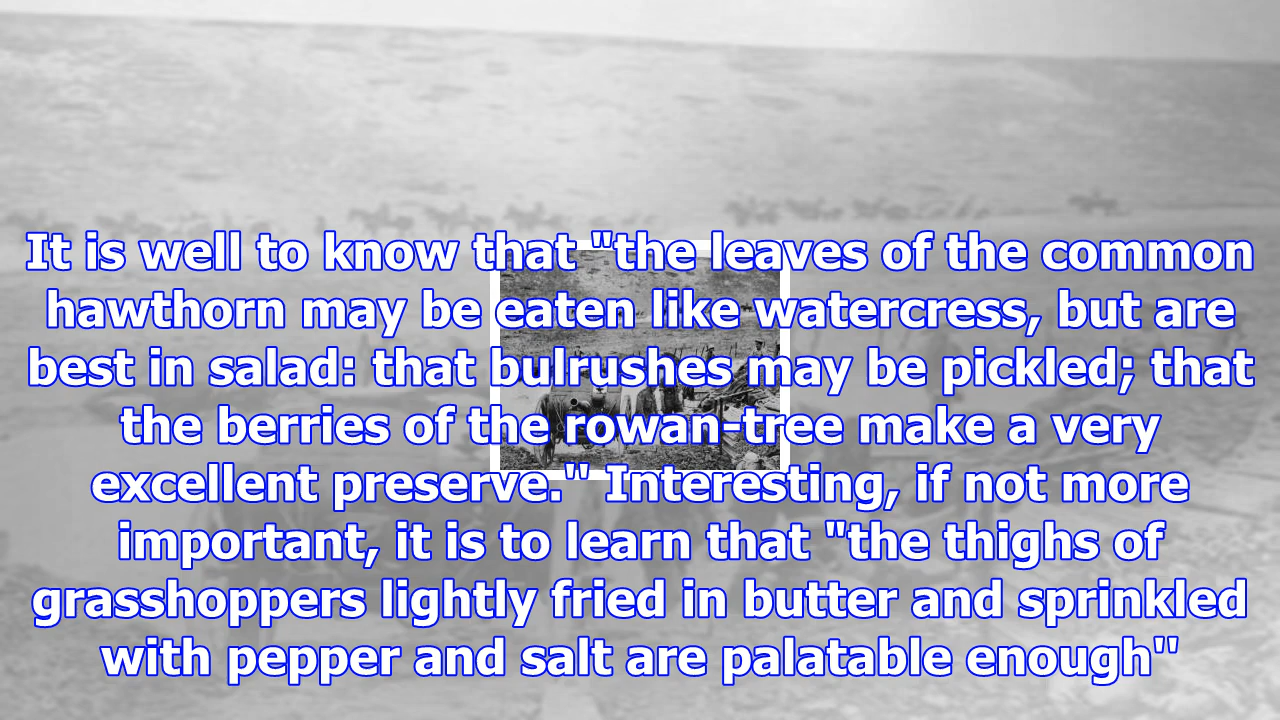 It is well to know that "the leaves of the common
hawthorn may be eaten like watercress, but are
best in salad: that bulrushes may be pickled; that
the berries of the rowan-tree make a very
excellent preserve.'' Interesting, if not more
important, it is to learn that "the thighs of
grasshoppers lightly fried in butter and sprinkled
with pepper and salt are palatable enough''